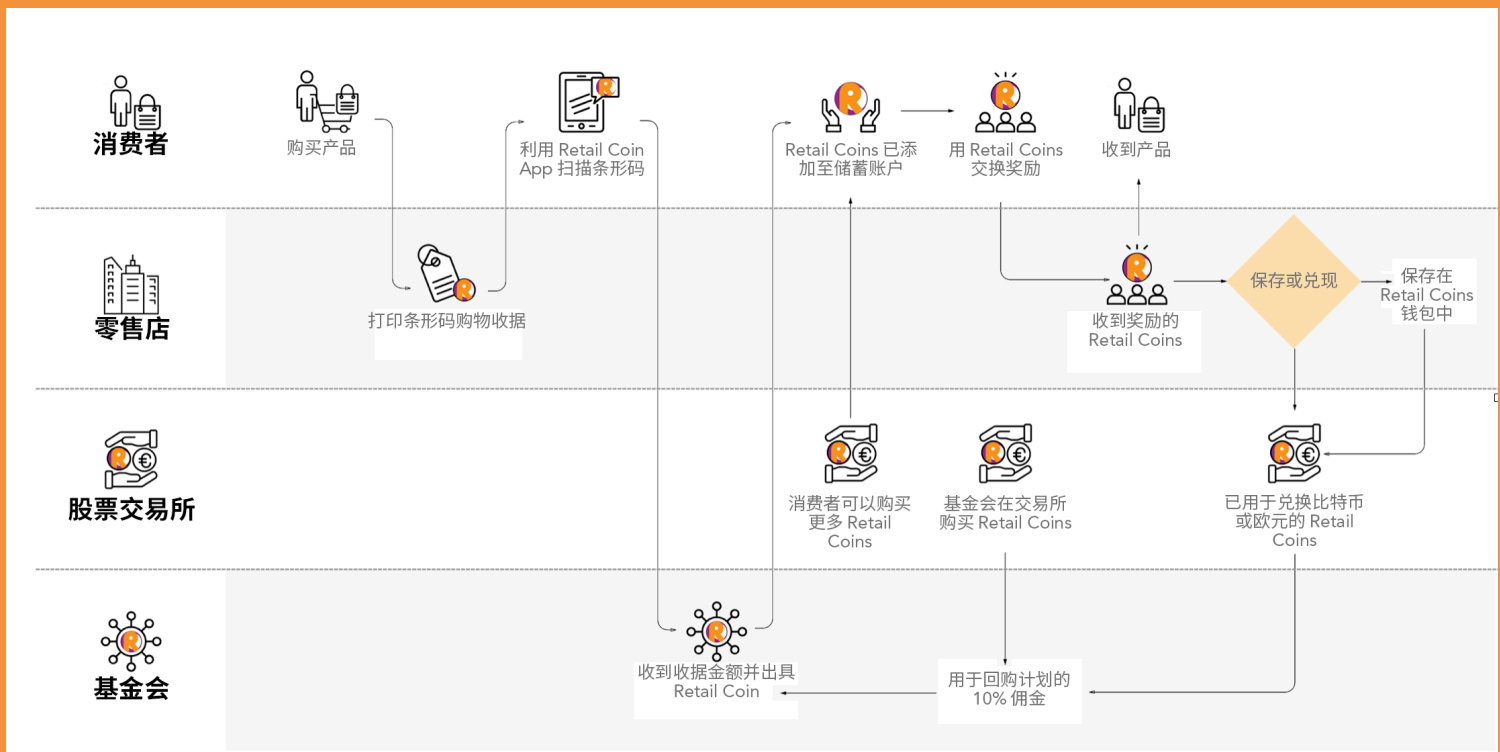 消费者
购买产品
利用 Retail Coin
App 扫描条形码
Retail Coins 已添
加至储蓄账户
用 Retail Coins
交换奖励
收到产品
零售店
打印条形码购物收据
收到奖励的
Retail Coins
保存或兑现
保存在
Retail Coins
钱包中
股票交易所
消费者可以购买
更多 Retail
Coins
基金会在交易所
购买 Retail Coins
已用于兑换比特币
或欧元的 Retail
Coins
基金会
收到收据金额并出具
Retail Coin
用于回购计划的
10% 佣金